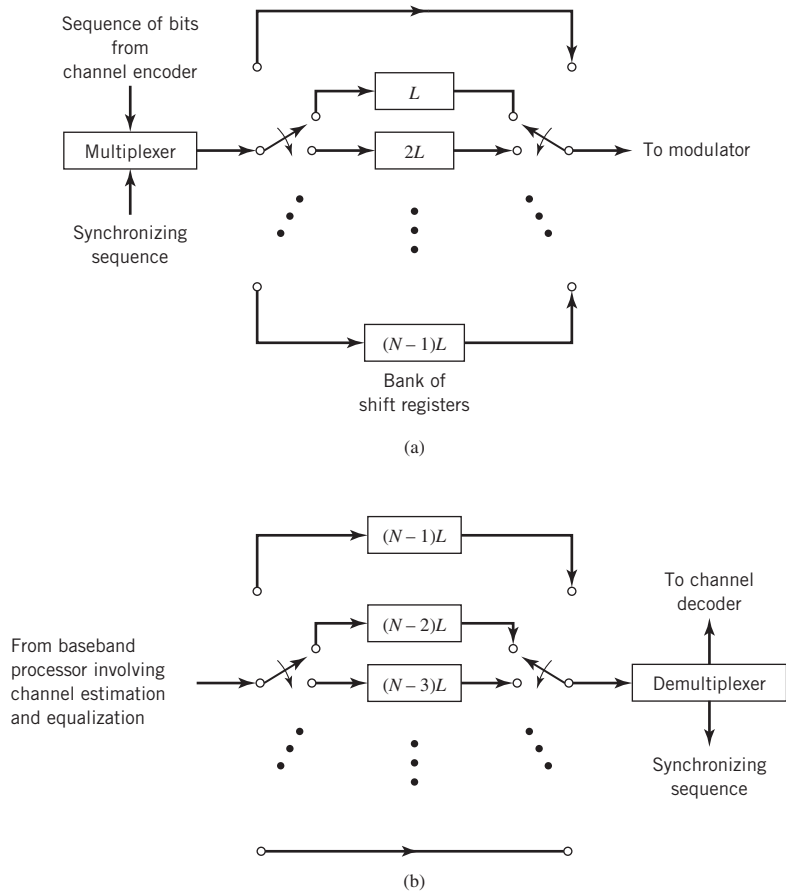 Sequence of bits
from
channel encoder
L
Multiplexer
2L
To modulator
Synchronizing
sequence
(N – 1)L
Bank of
shift registers
(a)
(N – 1)L
To channel
decoder
(N – 2)L
From baseband
processor involving
channel estimation
and equalization
(N – 3)L
Demultiplexer
Synchronizing
sequence
(b)